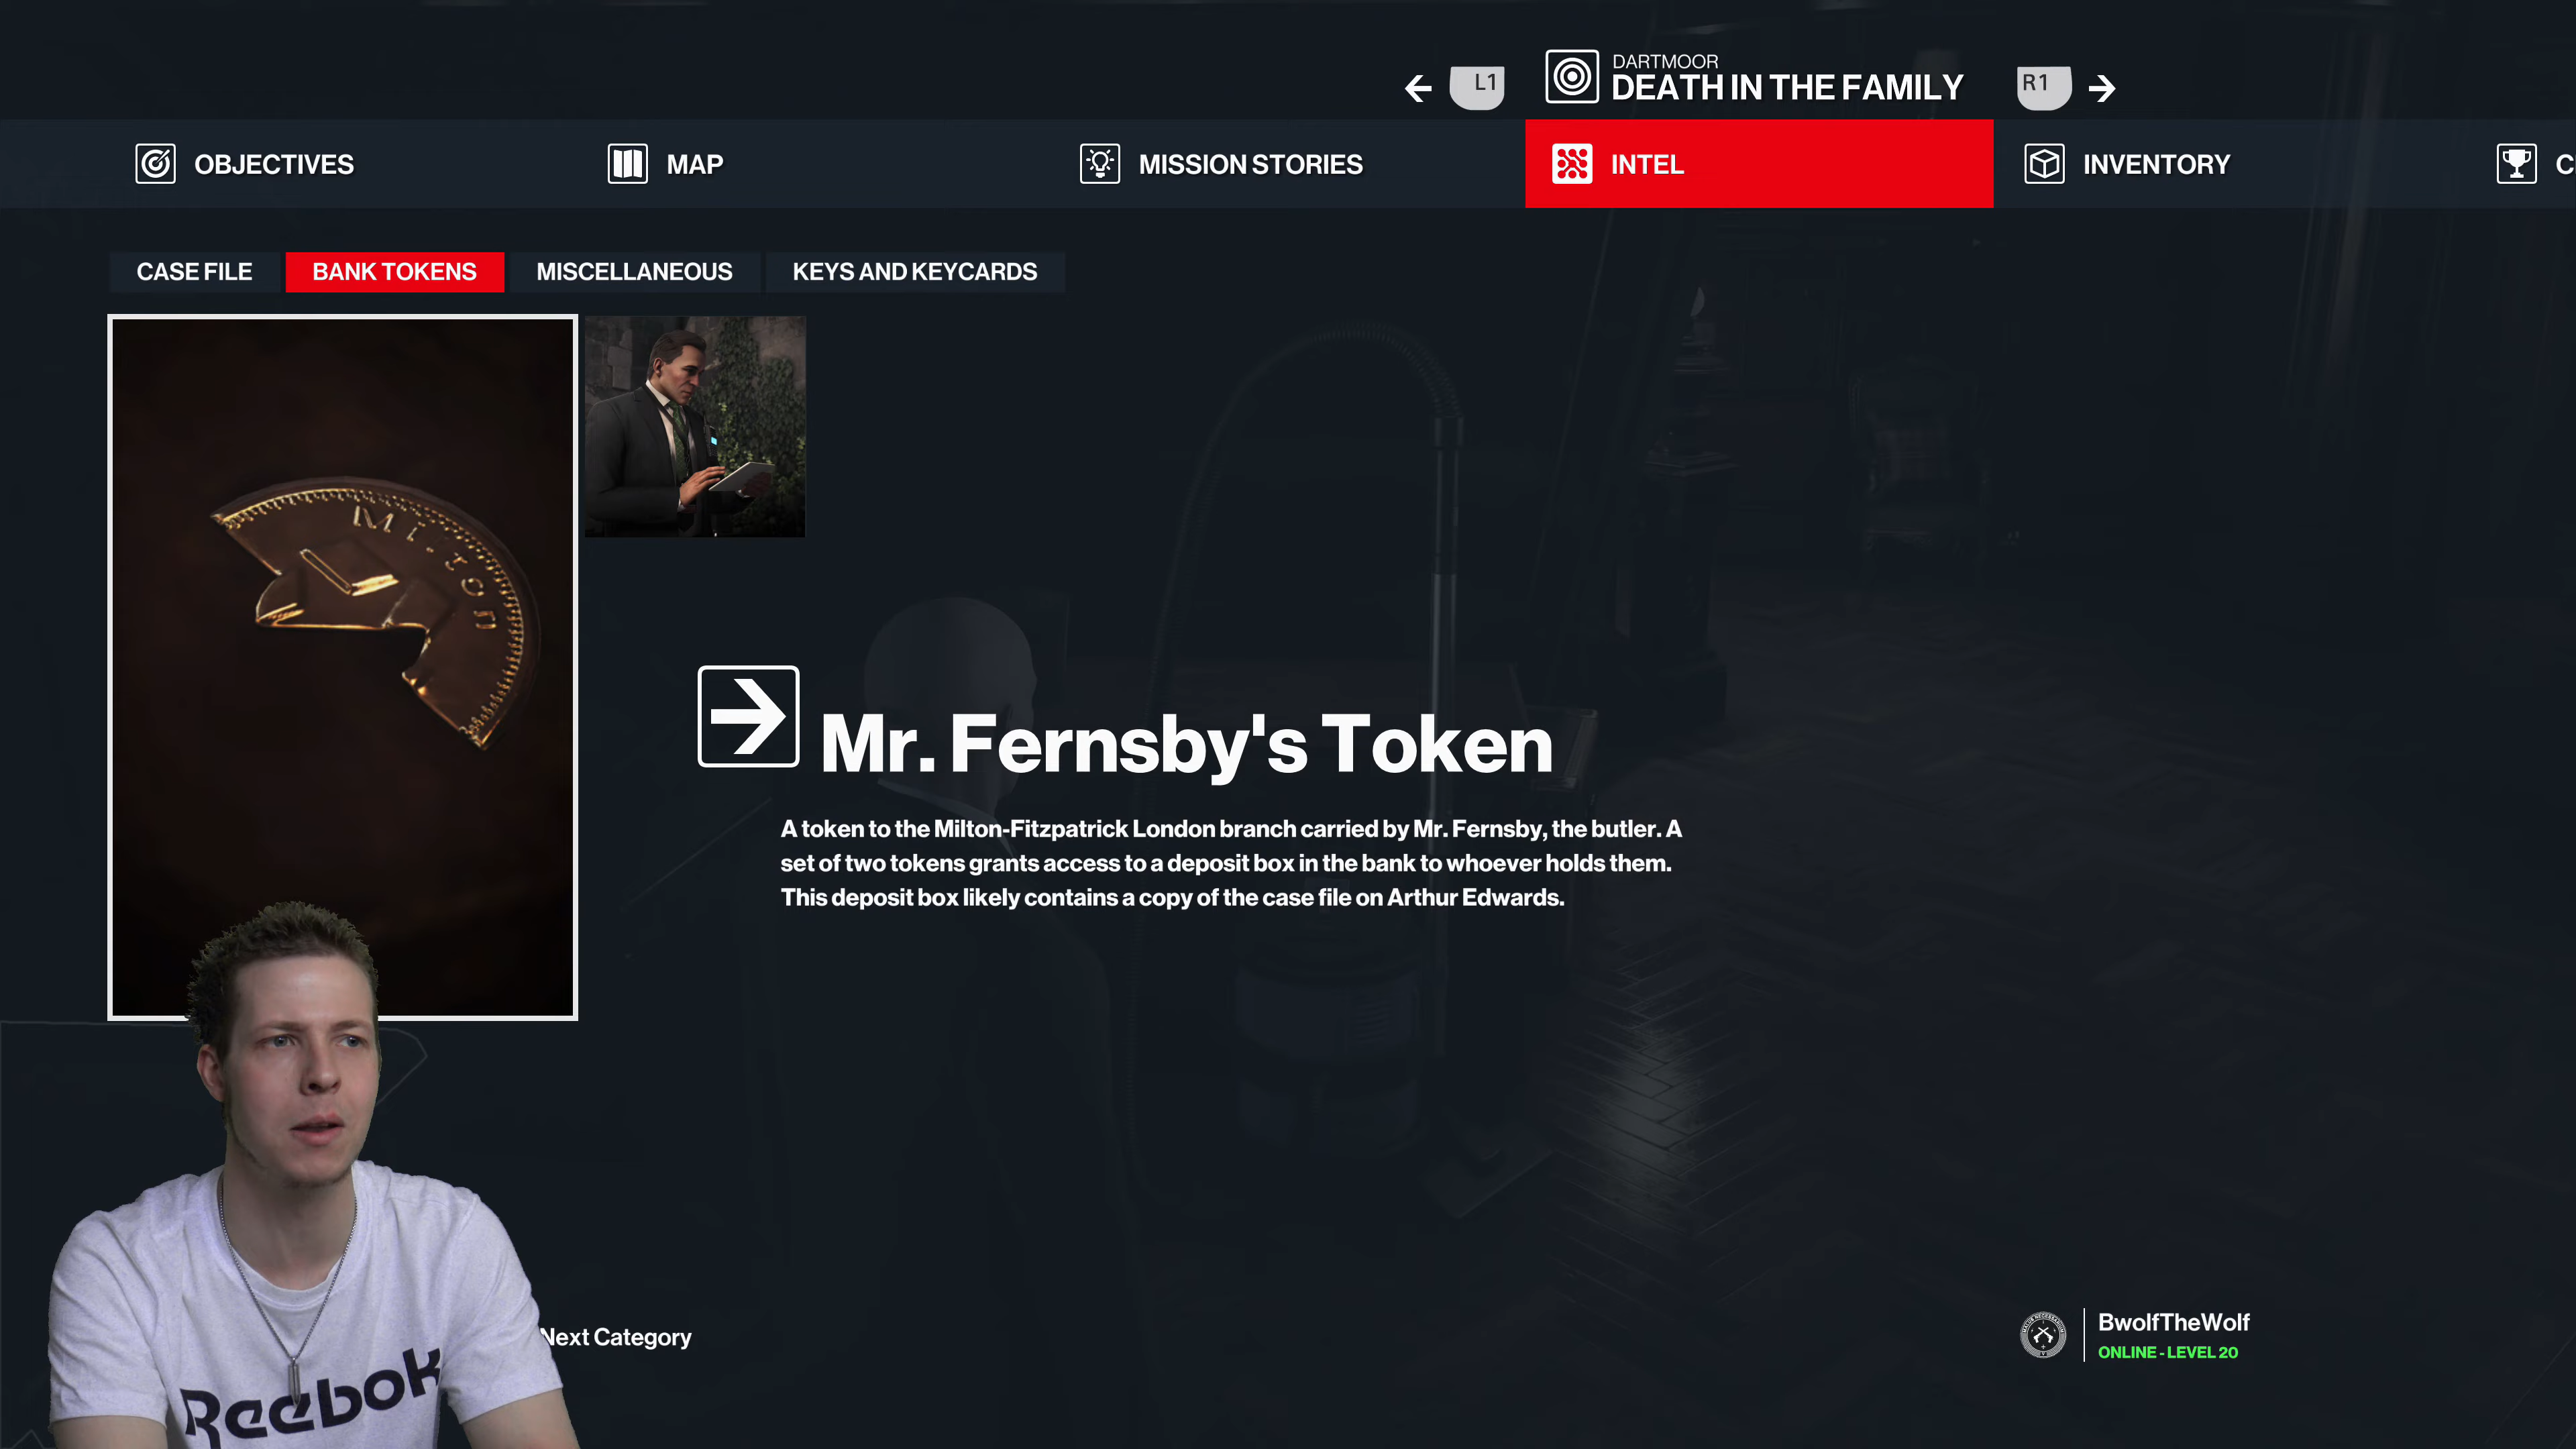 L1
DARTMOOR
DEATH IN THE FAMILY
R1
OBJECTIVES
MAP
MISSION STORIES
INTEL
INVENTORY
C
CASE FILE
BANK TOKENS
MISCELLANEOUS
KEYS AND KEYCARDS
Milton
Mr. Fernsby's Token
A token to the Milton-Fitzpatrick London branch carried by Mr. Fernsby, the butler. A
set of two tokens grants access to a deposit box in the bank to whoever holds them.
This deposit box likely contains a copy of the case file on Arthur Edwards.
Next Category
BwolfTheWolf
ONLINE - LEVEL 20
Reebok